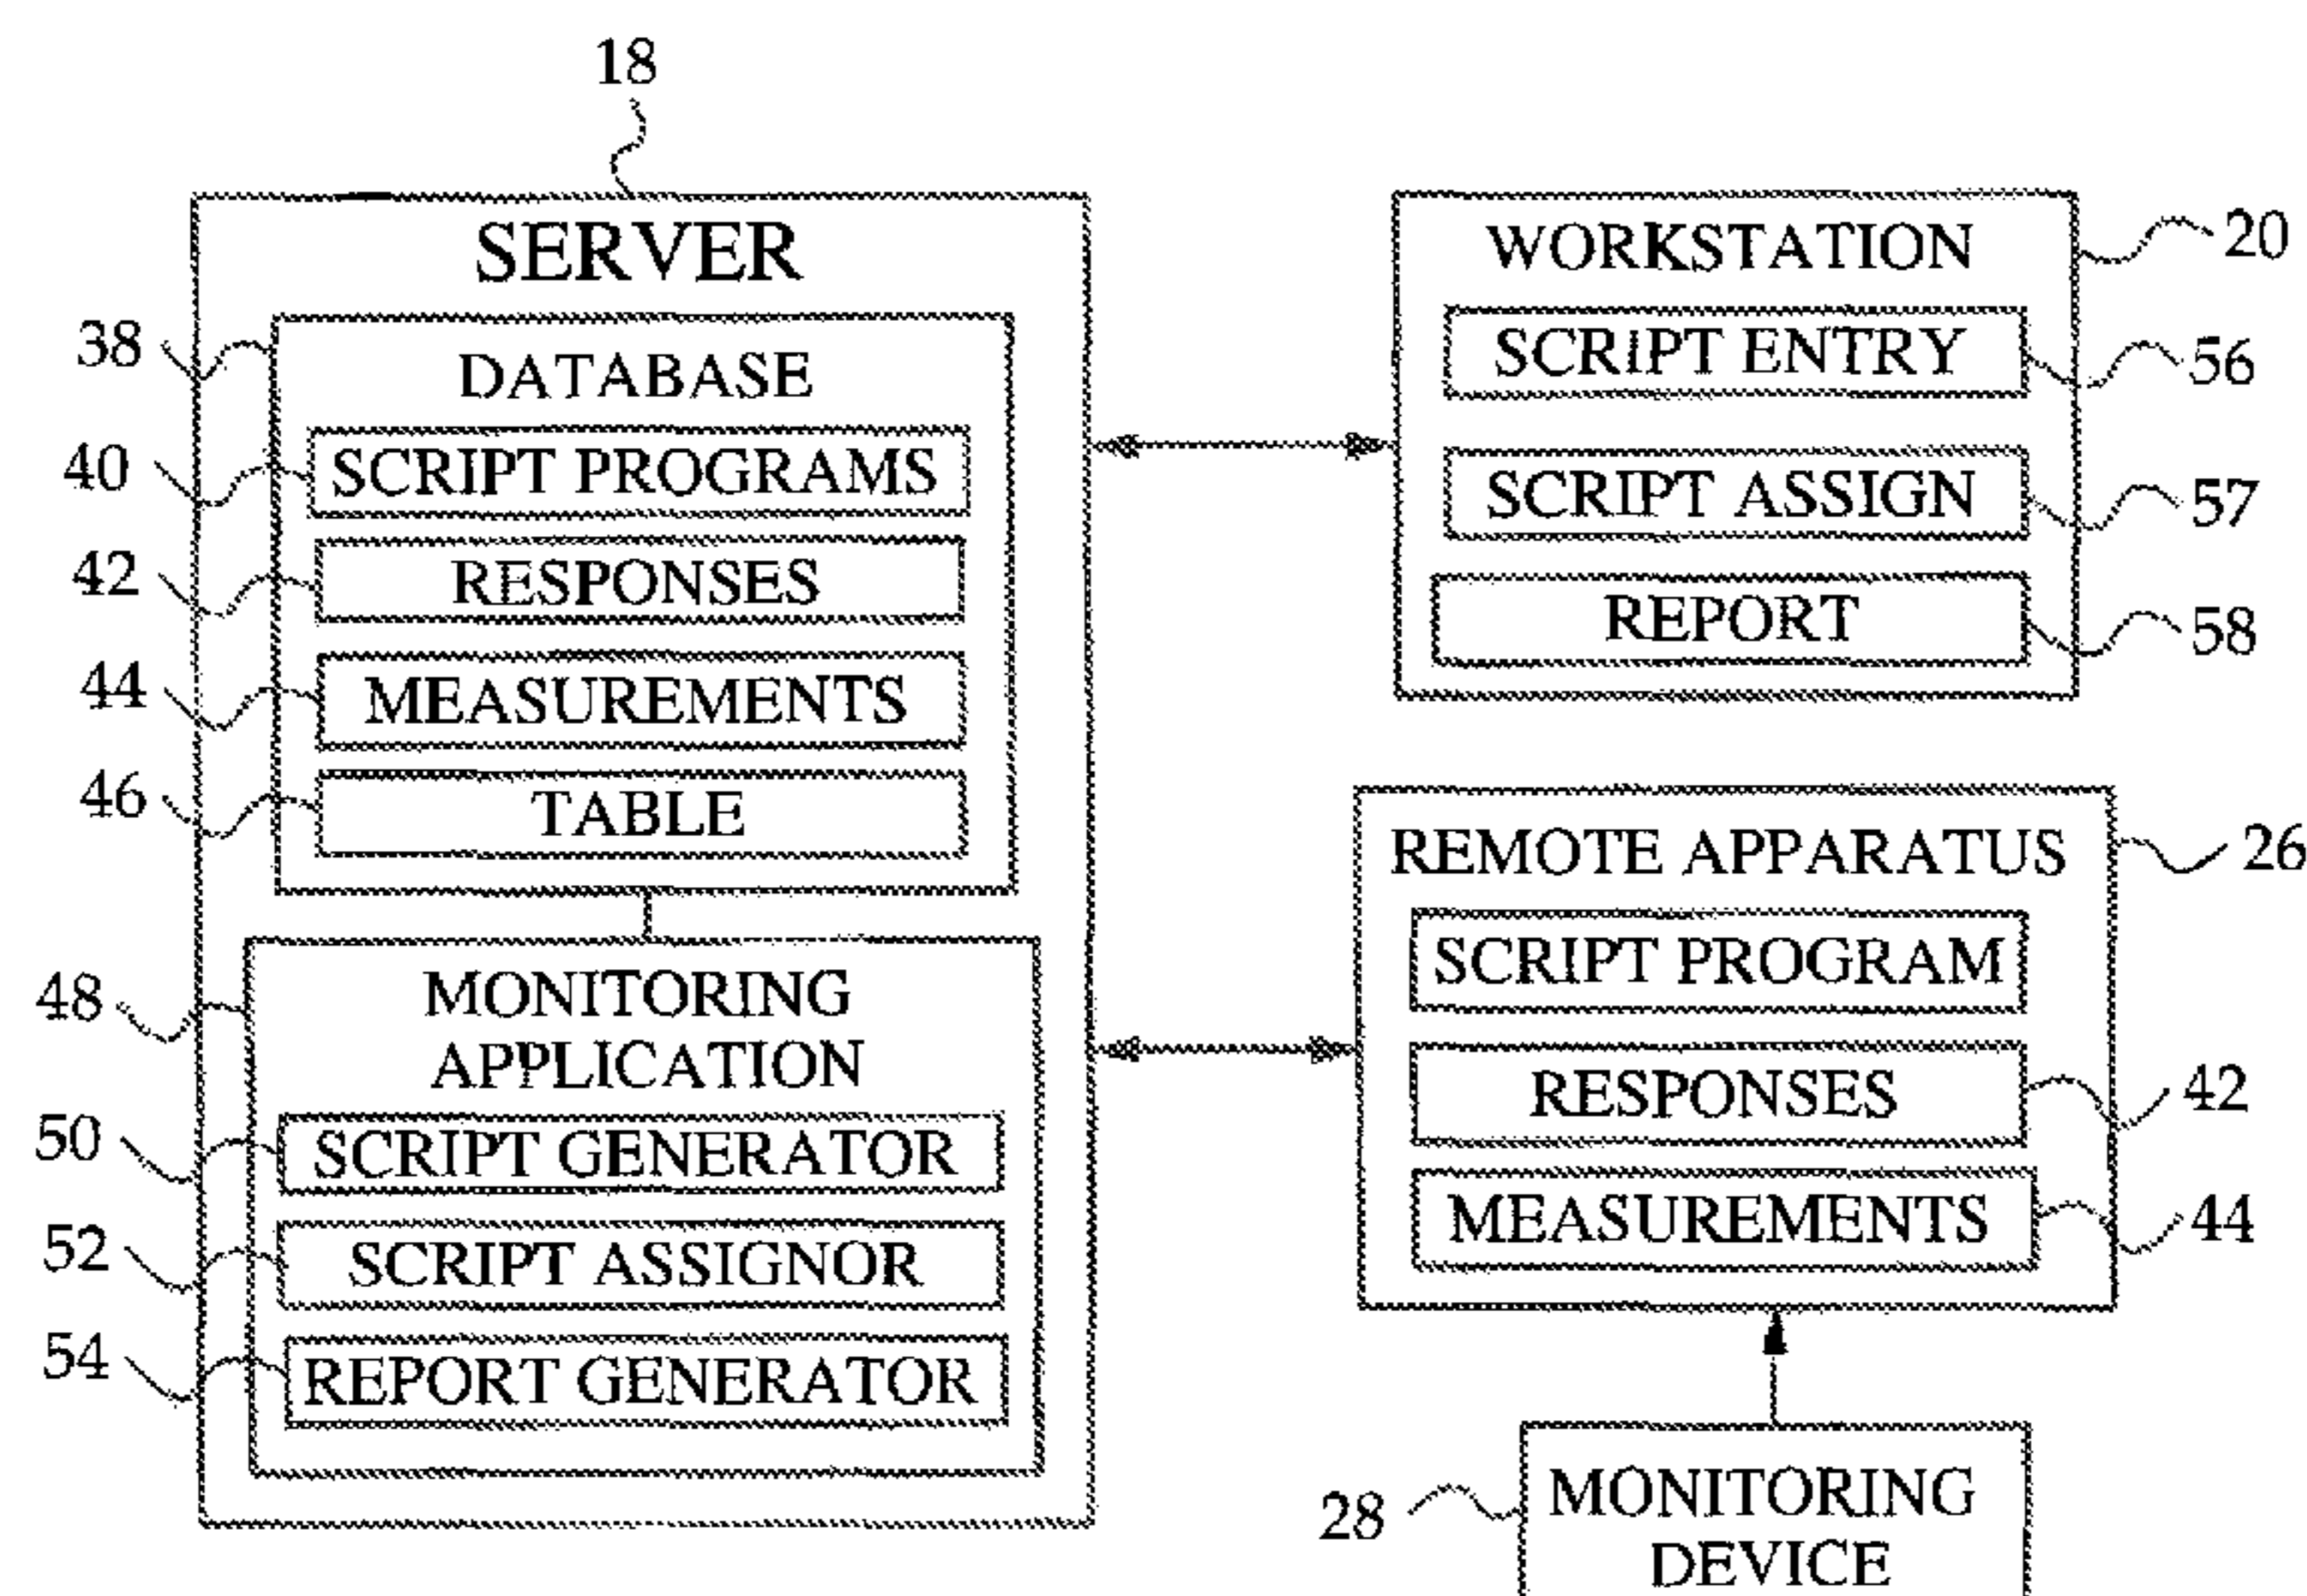 18
SERVER
38
DATABASE
40
SCRIPT PROGRAMS
42
RESPONSES
44
MEASUREMENTS
46
TABLE
48
MONITORING
APPLICATION
50
SCRIPT GENERATOR
52
SCRIPT ASSIGNOR
54
REPORT GENERATOR
WORKSTATION
20
SCRIPT ENTRY
56
SCRIPT ASSIGN
57
REPORT
58
REMOTE APPARATUS
26
SCRIPT PROGRAM
RESPONSES
42
MEASUREMENTS
44
28
MONITORING
DEVICE